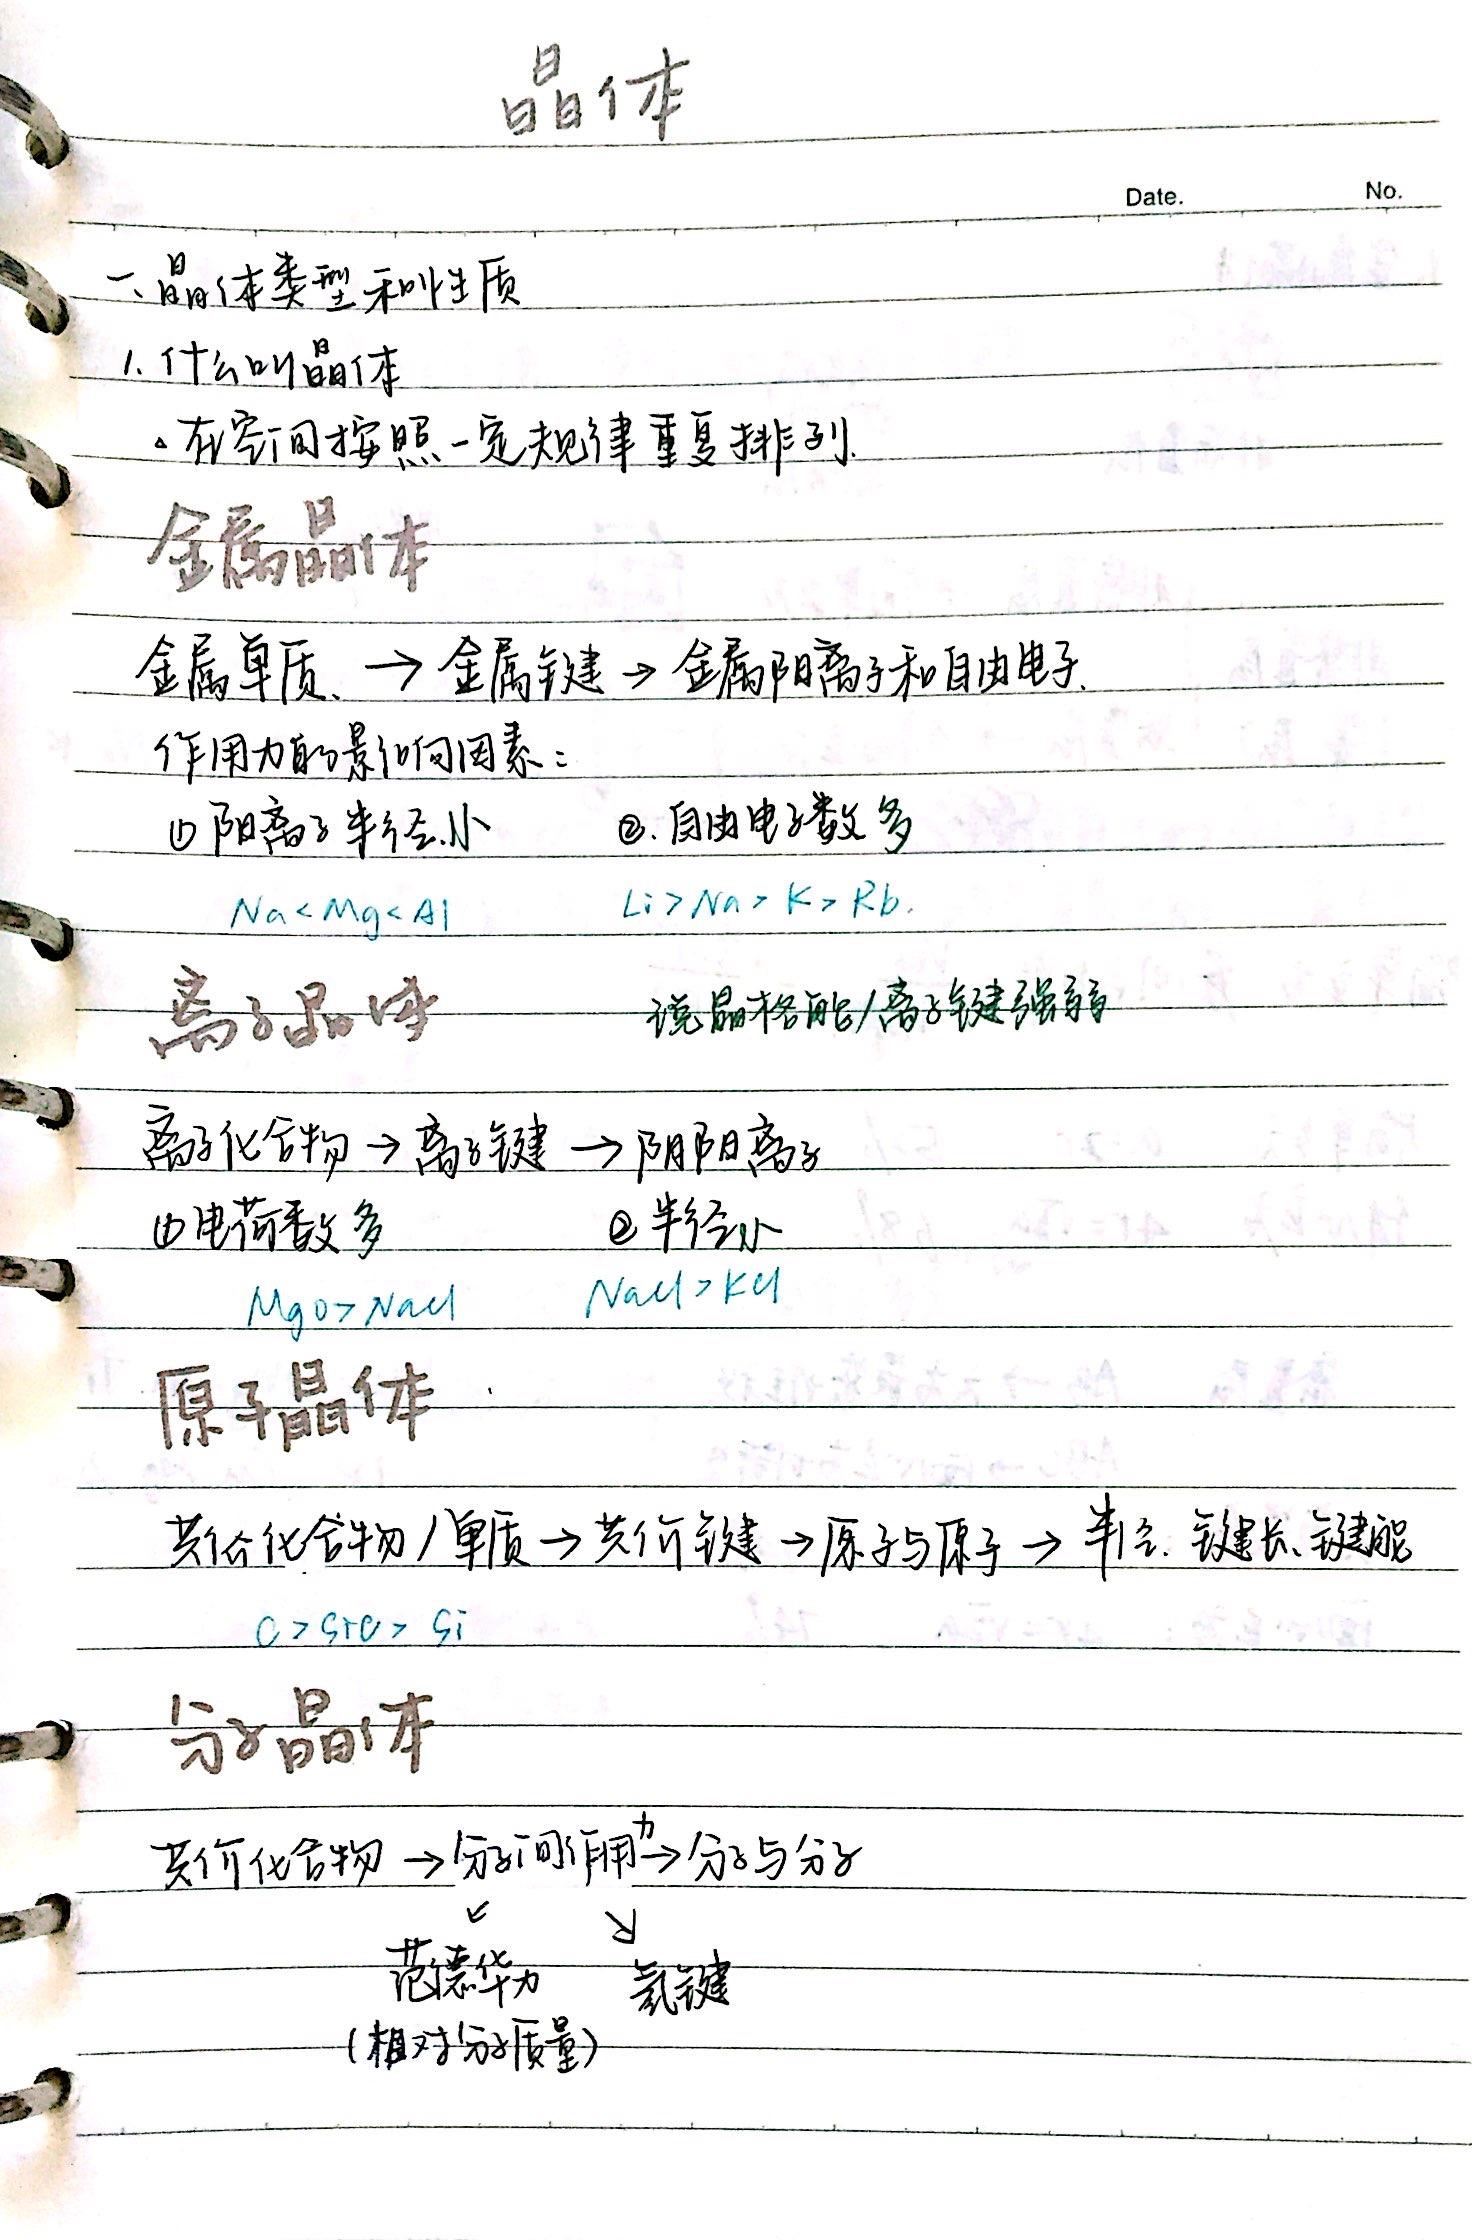 晶体
Date. No.
一、晶体类型和性质
1. 什么叫晶体
在空间按照一定规律重复排列.
金属晶体
金属单质. → 金属键 → 金属阳离子和自由电子.
作用力的影响因素:
① 阳离子半径小 ②. 自由电子数多
Na < Mg < Al Li > Na > K > Rb.
离子晶体 说晶格能/离子键强弱
离子化合物 → 离子键 → 阴阳离子
① 电荷数多 ② 半径小
MgO > NaCl NaCl > KCl
原子晶体
共价化合物/单质 → 共价键 → 原子与原子 → 半径. 键长、键能
C > SiC > Si
分子晶体
共价化合物 → 分子间作用力 → 分子与分子
↙ ↘
范德华力 氢键
(相对分子质量)